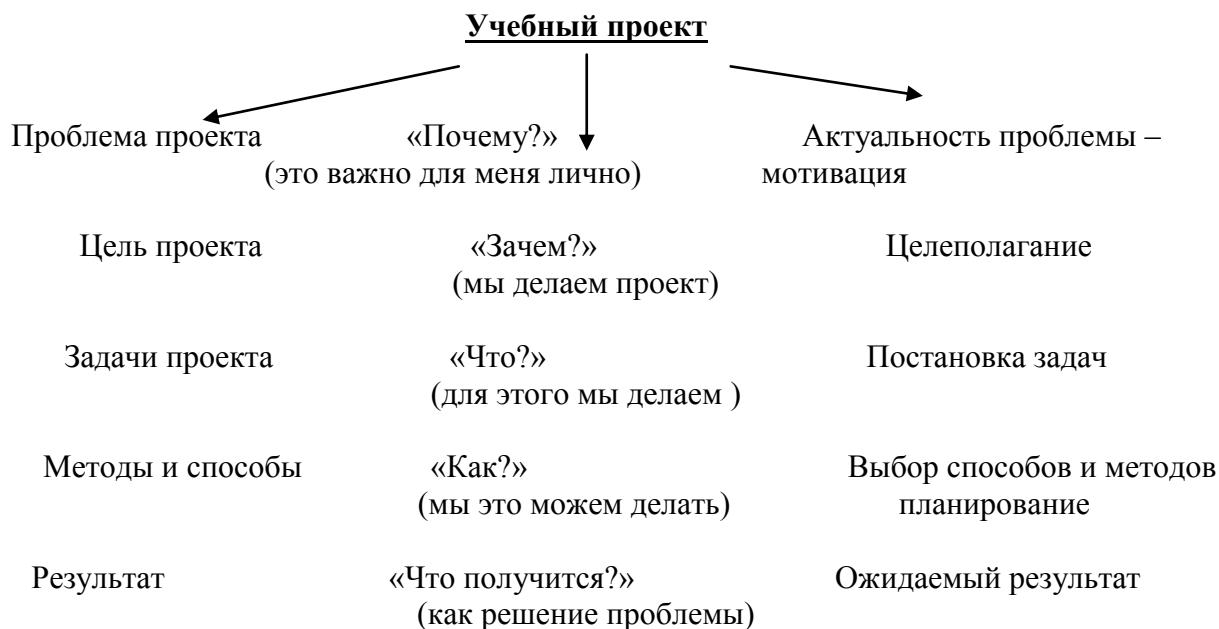 Учебный проект
Проблема проекта «Почему?» Актуальность проблемы –
(это важно для меня лично) мотивация
Цель проекта «Зачем?» Целеполагание
(мы делаем проект)
Задачи проекта «Что?» Постановка задач
(для этого мы делаем )
Методы и способы «Как?» Выбор способов и методов
(мы это можем делать) планирование
Результат «Что получится?» Ожидаемый результат
(как решение проблемы)